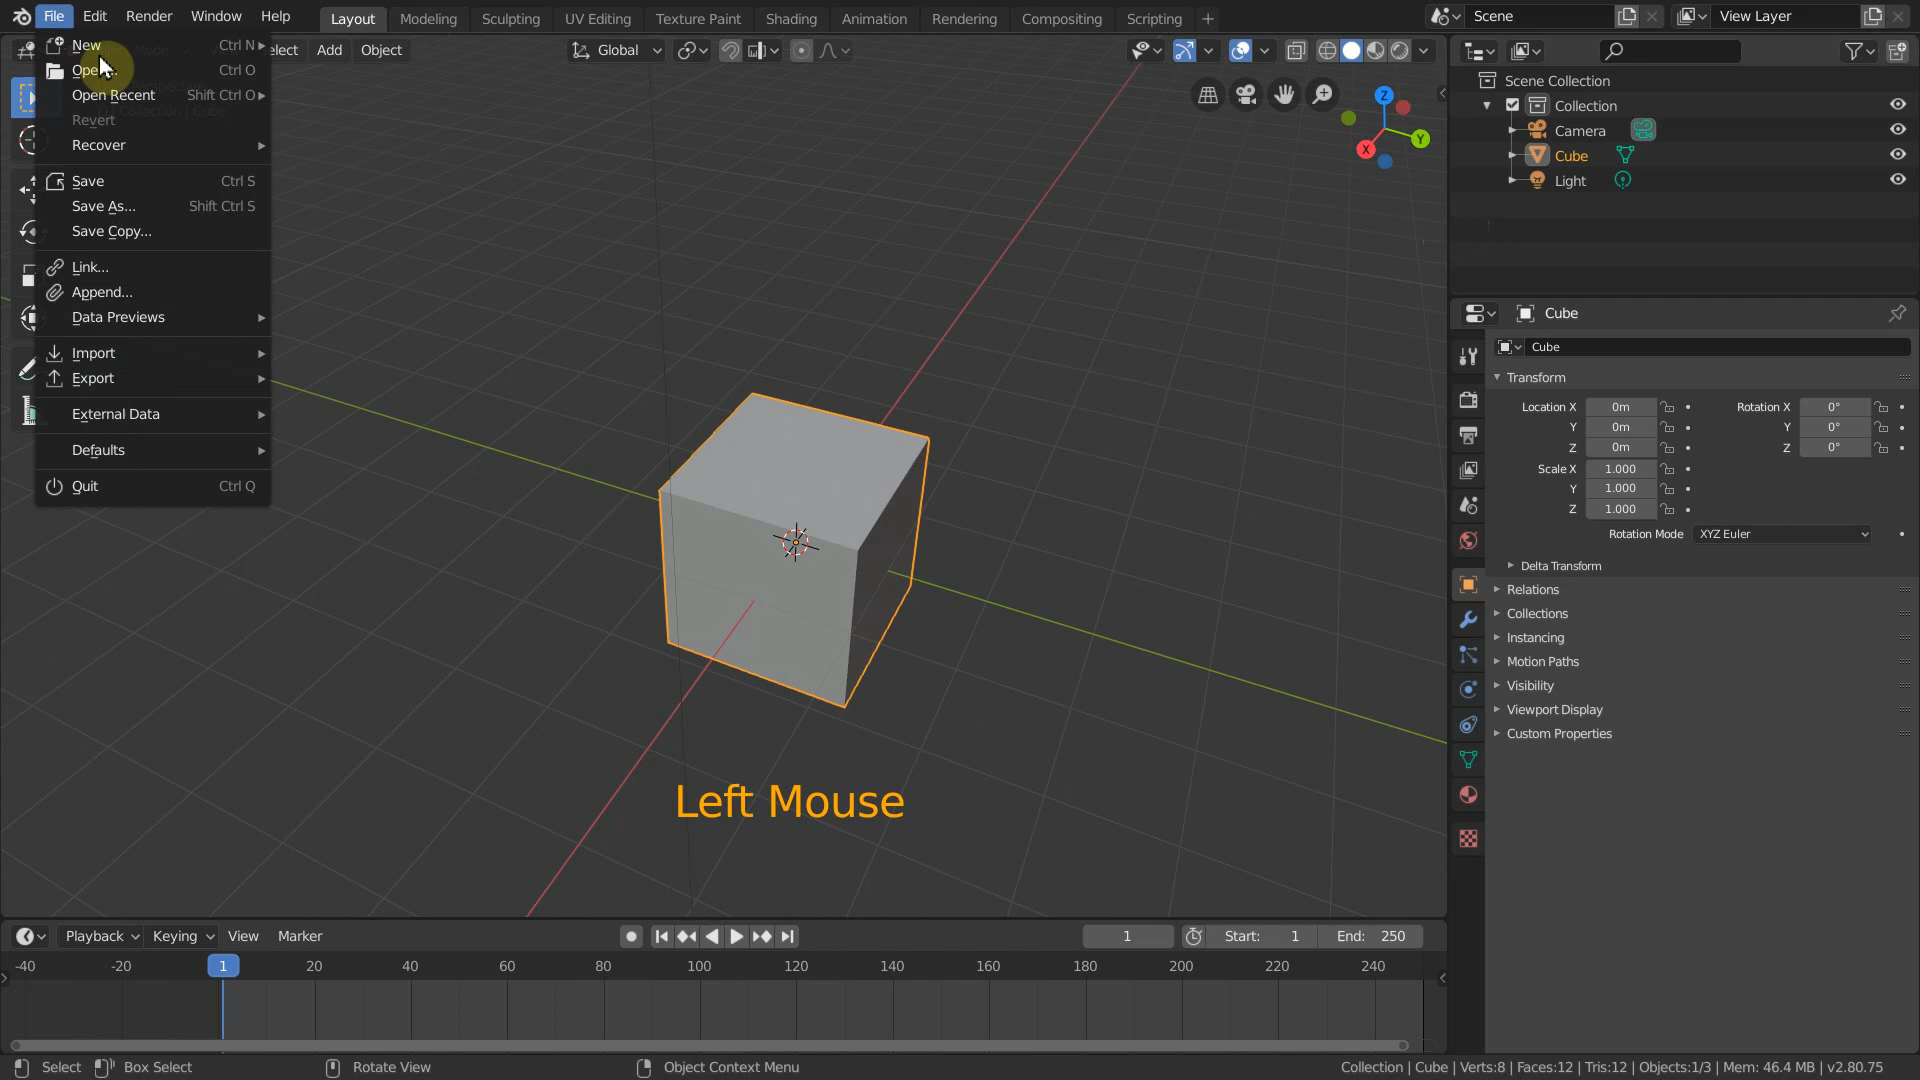 File Edit Render Window Help Layout Modeling Sculpting UV Editing Texture Paint Shading Animation Rendering Compositing Scripting + Scene View Layer
New Ctrl N
Add Object Global
Open... Ctrl O
Open Recent Shift Ctrl O
Revert
Recover
Save Ctrl S
Save As... Shift Ctrl S
Save Copy...
Link...
Append...
Data Previews
Import
Export
External Data
Defaults
Quit Ctrl Q
Z
Y
X
Left Mouse
Scene Collection
Collection
Camera
Cube
Light
Cube
Cube
Transform
Location X 0m Rotation X 0°
Y 0m Y 0°
Z 0m Z 0°
Scale X 1.000
Y 1.000
Z 1.000
Rotation Mode XYZ Euler
Delta Transform
Relations
Collections
Instancing
Motion Paths
Visibility
Viewport Display
Custom Properties
Playback Keying View Marker 1 Start: 1 End: 250
-40 -20 1 20 40 60 80 100 120 140 160 180 200 220 240
Select Box Select Rotate View Object Context Menu Collection | Cube | Verts:8 | Faces:12 | Tris:12 | Objects:1/3 | Mem: 46.4 MB | v2.80.75